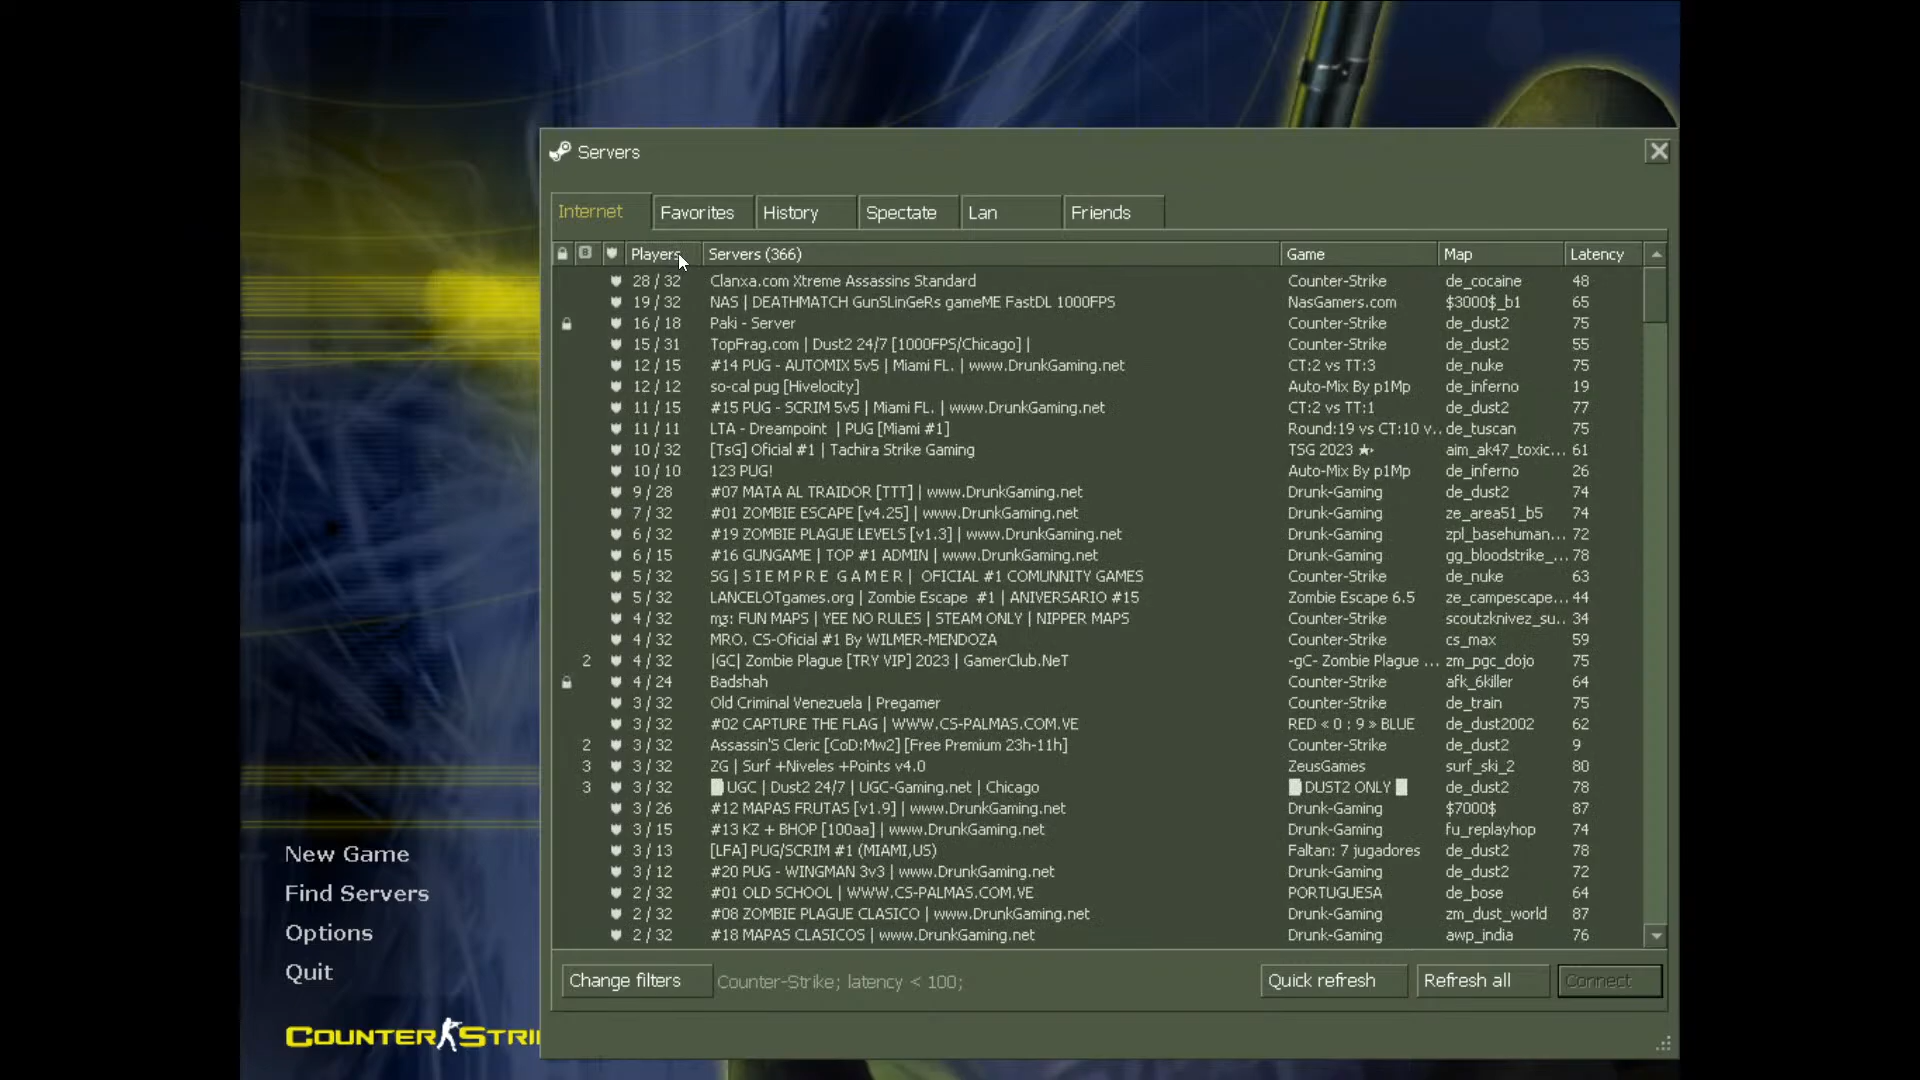 Servers
Internet Favorites History Spectate Lan Friends
B Players Servers (366) Game Map Latency
28 / 32 Clanxa.com Xtreme Assassins Standard Counter-Strike de_cocaine 48
19 / 32 NAS | DEATHMATCH GunSLinGeRs gameME FastDL 1000FPS NasGamers.com $3000$_b1 65
16 / 18 Paki - Server Counter-Strike de_dust2 75
15 / 31 TopFrag.com | Dust2 24/7 [1000FPS/Chicago] | Counter-Strike de_dust2 55
12 / 15 #14 PUG - AUTOMIX 5v5 | Miami FL. | www.DrunkGaming.net CT:2 vs TT:3 de_nuke 75
12 / 12 so-cal pug [Hivelocity] Auto-Mix By p1Mp de_inferno 19
11 / 15 #15 PUG - SCRIM 5v5 | Miami FL. | www.DrunkGaming.net CT:2 vs TT:1 de_dust2 77
11 / 11 LTA - Dreampoint | PUG [Miami #1] Round:19 vs CT:10 v... de_tuscan 75
10 / 32 [TsG] Oficial #1 | Tachira Strike Gaming TSG 2023 ★ aim_ak47_toxic... 61
10 / 10 123 PUG! Auto-Mix By p1Mp de_inferno 26
9 / 28 #07 MATA AL TRAIDOR [TTT] | www.DrunkGaming.net Drunk-Gaming de_dust2 74
7 / 32 #01 ZOMBIE ESCAPE [v4.25] | www.DrunkGaming.net Drunk-Gaming ze_area51_b5 74
6 / 32 #19 ZOMBIE PLAGUE LEVELS [v1.3] | www.DrunkGaming.net Drunk-Gaming zpl_basehuman... 72
6 / 15 #16 GUNGAME | TOP #1 ADMIN | www.DrunkGaming.net Drunk-Gaming gg_bloodstrike_... 78
5 / 32 SG | S I E M P R E G A M E R | OFICIAL #1 COMUNNITY GAMES Counter-Strike de_nuke 63
5 / 32 LANCELOTgames.org | Zombie Escape #1 | ANIVERSARIO #15 Zombie Escape 6.5 ze_campescape... 44
4 / 32 mg: FUN MAPS | YEE NO RULES | STEAM ONLY | NIPPER MAPS Counter-Strike scoutzknivez_su... 34
4 / 32 MRO. CS-Oficial #1 By WILMER-MENDOZA Counter-Strike cs_max 59
2 4 / 32 |GC| Zombie Plague [TRY VIP] 2023 | GamerClub.NeT -gC- Zombie Plague ... zm_pgc_dojo 75
4 / 24 Badshah Counter-Strike afk_6killer 64
3 / 32 Old Criminal Venezuela | Pregamer Counter-Strike de_train 75
3 / 32 #02 CAPTURE THE FLAG | WWW.CS-PALMAS.COM.VE RED « 0 : 9 » BLUE de_dust2002 62
2 3 / 32 Assassin'S Cleric [CoD:Mw2] [Free Premium 23h-11h] Counter-Strike de_dust2 9
3 3 / 32 ZG | Surf +Niveles +Points v4.0 ZeusGames surf_ski_2 80
3 3 / 32 █ UGC | Dust2 24/7 | UGC-Gaming.net | Chicago █ DUST2 ONLY █ de_dust2 78
3 / 26 #12 MAPAS FRUTAS [v1.9] | www.DrunkGaming.net Drunk-Gaming $7000$ 87
3 / 15 #13 KZ + BHOP [100aa] | www.DrunkGaming.net Drunk-Gaming fu_replayhop 74
3 / 13 [LFA] PUG/SCRIM #1 (MIAMI,US) Faltan: 7 jugadores de_dust2 78
3 / 12 #20 PUG - WINGMAN 3v3 | www.DrunkGaming.net Drunk-Gaming de_dust2 72
2 / 32 #01 OLD SCHOOL | WWW.CS-PALMAS.COM.VE PORTUGUESA de_bose 64
2 / 32 #08 ZOMBIE PLAGUE CLASICO | www.DrunkGaming.net Drunk-Gaming zm_dust_world 87
2 / 32 #18 MAPAS CLASICOS | www.DrunkGaming.net Drunk-Gaming awp_india 76
Change filters Counter-Strike; latency < 100; Quick refresh Refresh all Connect
New Game
Find Servers
Options
Quit
COUNTER STRI